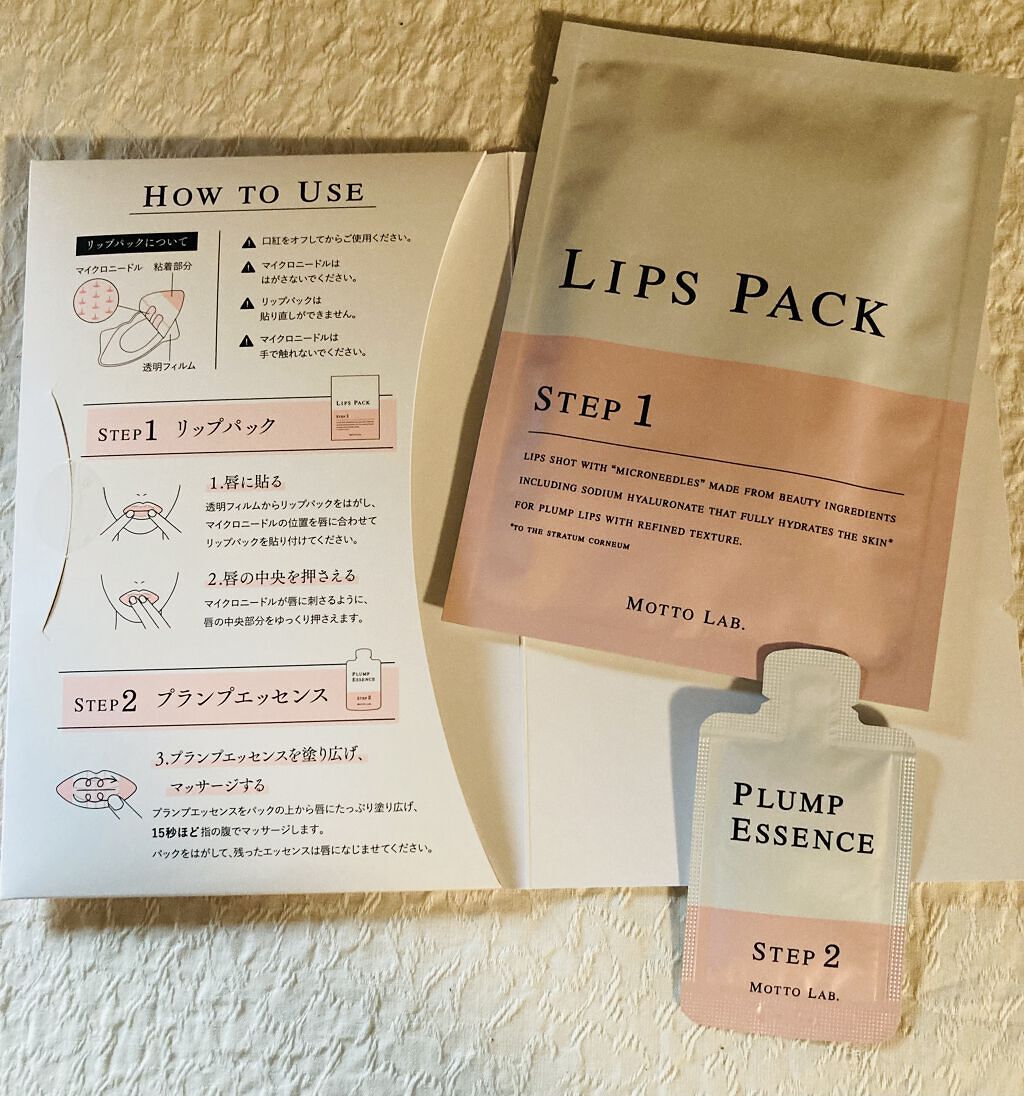 HOW TO USE
リップパックについて
マイクロニードル 粘着部分
透明フィルム
口紅をオフしてからご使用ください。
マイクロニードルは
はがさないでください。
リップパックは
貼り直しができません。
マイクロニードルは
手で触れないでください。
STEP1 リップパック
LIPS PACK
STEP 1
1.唇に貼る
透明フィルムからリップパックをはがし、
マイクロニードルの位置を唇に合わせて
リップパックを貼り付けてください。
2.唇の中央を押さえる
マイクロニードルが唇に刺さるように、
唇の中央部分をゆっくり押さえます。
STEP2 プランプエッセンス
PLUMP
ESSENCE
STEP 2
MOTTO LAB.
3.プランプエッセンスを塗り広げ、
マッサージする
プランプエッセンスをパックの上から唇にたっぷり塗り広げ、
15秒ほど指の腹でマッサージします。
パックをはがして、残ったエッセンスは唇になじませてください。
LIPS PACK
STEP 1
LIPS SHOT WITH "MICRONEEDLES" MADE FROM BEAUTY INGREDIENTS
INCLUDING SODIUM HYALURONATE THAT FULLY HYDRATES THE SKIN*
FOR PLUMP LIPS WITH REFINED TEXTURE.
*TO THE STRATUM CORNEUM
MOTTO LAB.
PLUMP
ESSENCE
STEP 2
MOTTO LAB.